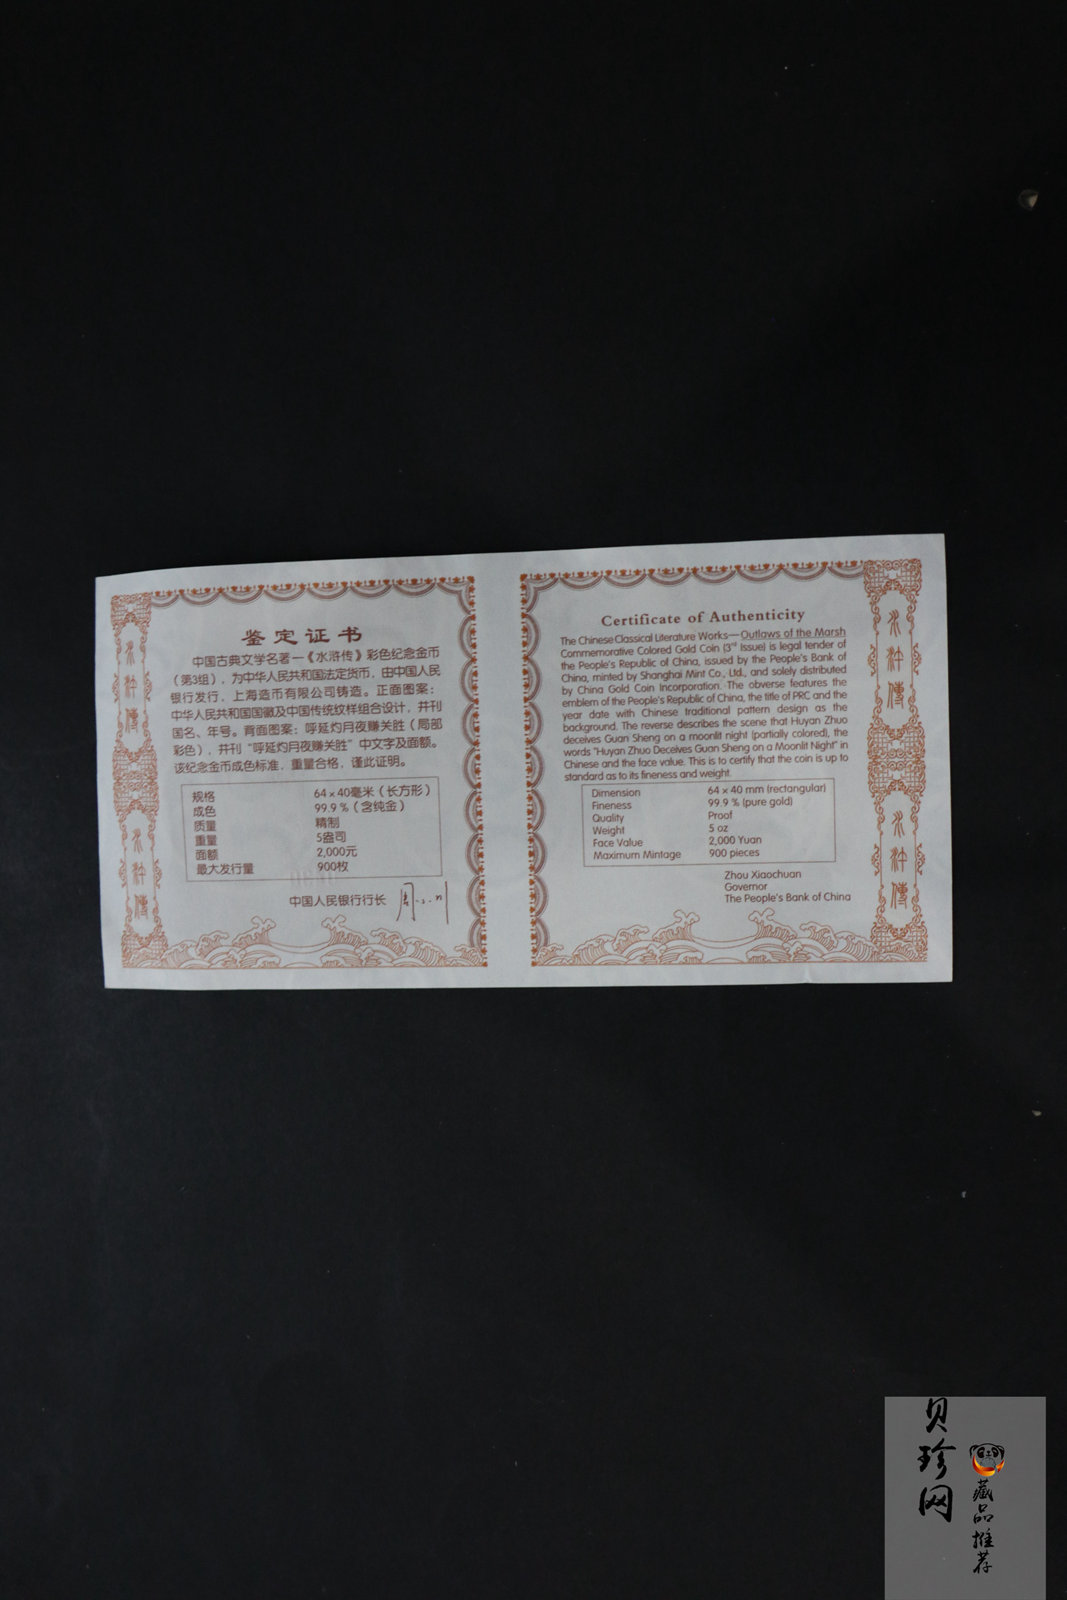 鉴定证书
中国古典文学名著—《水浒传》彩色纪念金币
（第3组），为中华人民共和国法定货币，由中国人民
银行发行，上海造币有限公司铸造。正面图案：
中华人民共和国国徽及中国传统纹样组合设计，并刊
国名、年号。背面图案：呼延灼月夜赚关胜（局部
彩色），并刊“呼延灼月夜赚关胜”中文字及面额。
该纪念金币成色标准，重量合格，谨此证明。
规格 64×40毫米（长方形）
成色 99.9%（含纯金）
质量 精制
重量 5盎司
面额 2,000元
最大发行量 900枚
中国人民银行行长
水浒傳
水浒傳
Certificate of Authenticity
The Chinese Classical Literature Works—Outlaws of the Marsh
Commemorative Colored Gold Coin (3rd Issue) is legal tender of
the People's Republic of China, issued by the People's Bank of
China, minted by Shanghai Mint Co., Ltd., and solely distributed
by China Gold Coin Incorporation. The obverse features the
emblem of the People's Republic of China, the title of PRC and the
year date with Chinese traditional pattern design as the
background. The reverse describes the scene that Huyan Zhuo
deceives Guan Sheng on a moonlit night (partially colored), the
words "Huyan Zhuo Deceives Guan Sheng on a Moonlit Night" in
Chinese and the face value. This is to certify that the coin is up to
standard as to its fineness and weight.
Dimension 64 × 40 mm (rectangular)
Fineness 99.9 % (pure gold)
Quality Proof
Weight 5 oz
Face Value 2,000 Yuan
Maximum Mintage 900 pieces
Zhou Xiaochuan
Governor
The People's Bank of China
水浒傳
水浒傳
贝珍网
藏品推荐